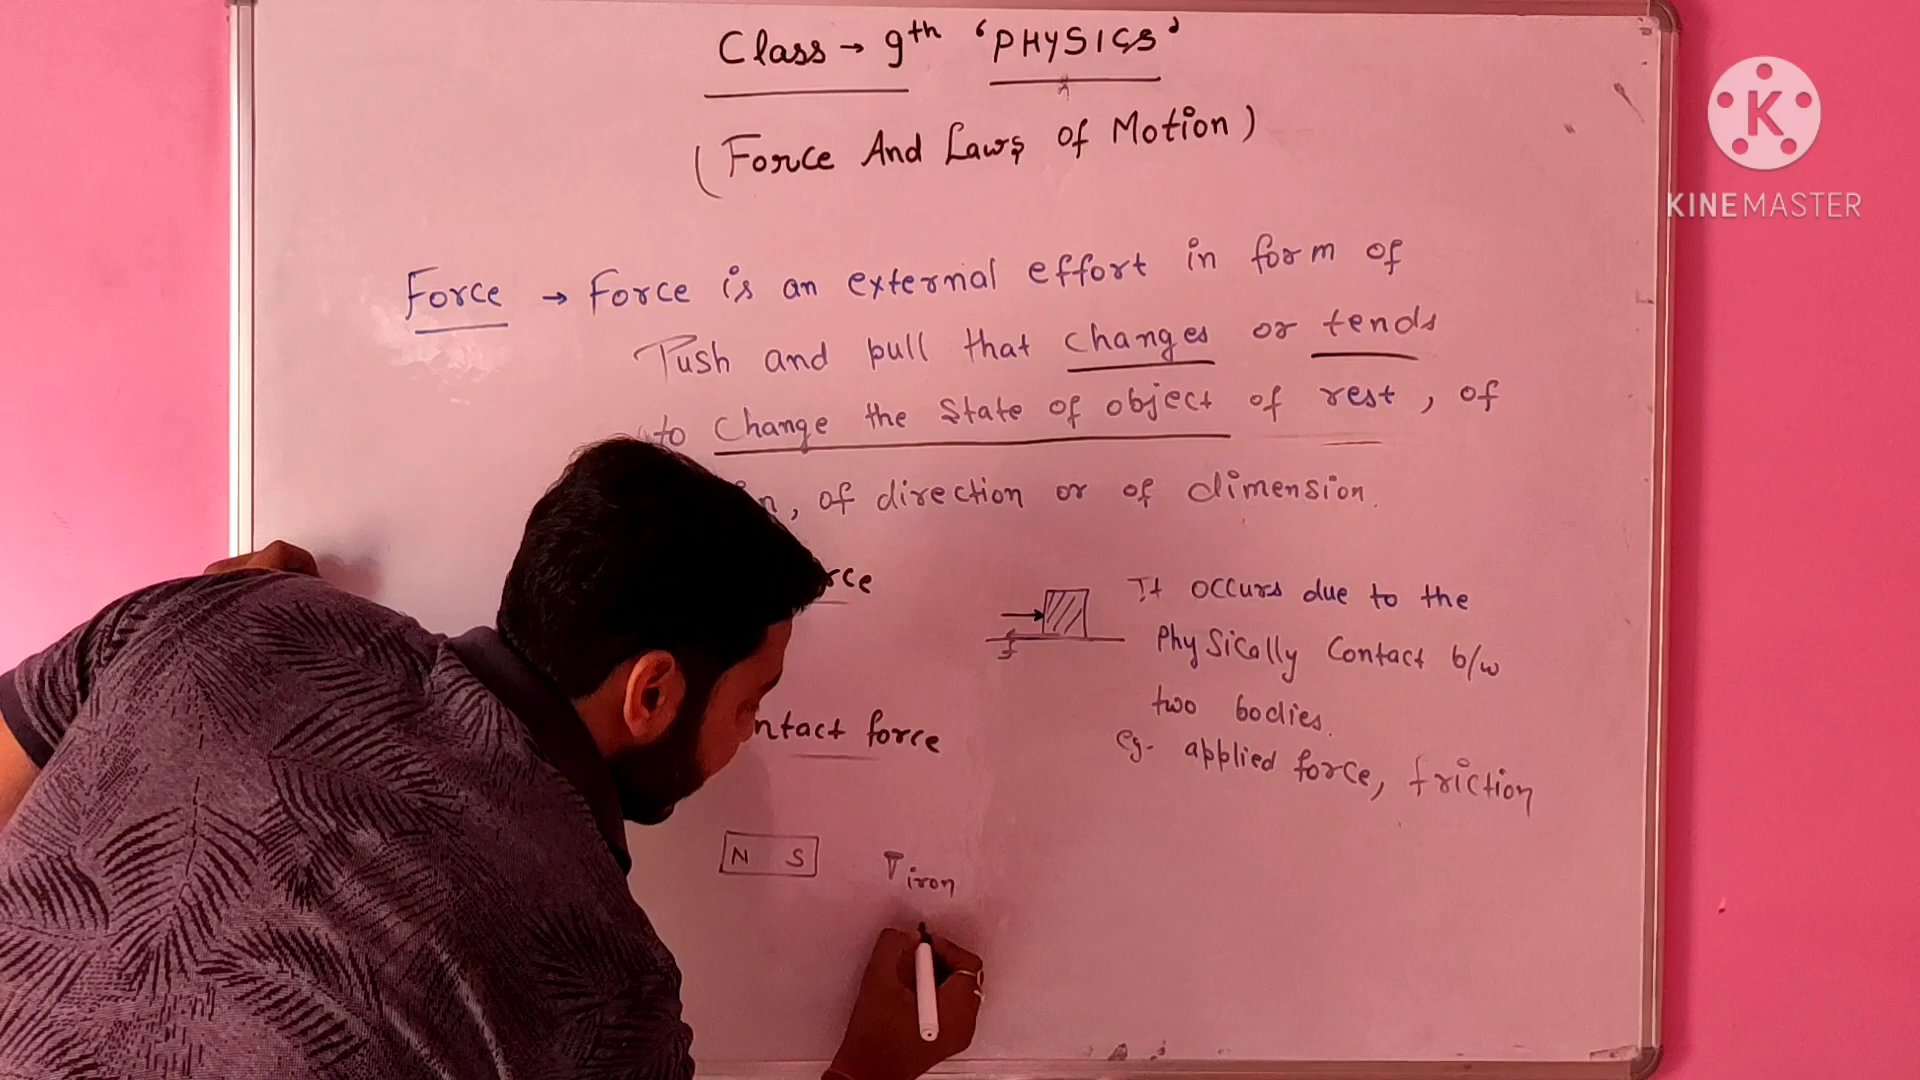 Class → 9th 'PHYSICS'
(Force And Laws of Motion)
Force → Force is an external effort in form of
Push and pull that changes or tends
to change the state of object of rest, of
, of direction or of dimension.
It occurs due to the
Physically Contact b/w
two bodies.
eg. applied force, friction
f
force
N S
iron
K
KINEMASTER